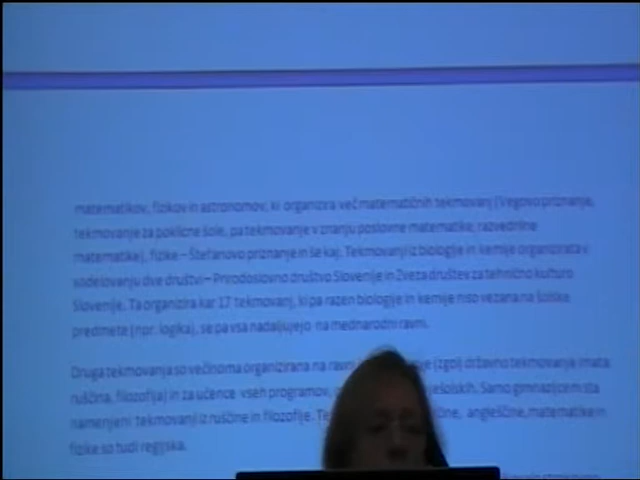 matematikov, fizikov in astronomov, ki organizira več matematičnih tekmovanj (Vegovo priznanje,
tekmovanje za poklicne šole, pa tekmovanje v znanju poslovne matematike, razvedrilne
matematike), fizike – Štefanovo priznanje in še kaj. Tekmovanji iz biologije in kemije organizirata v
sodelovanju dve društvi – Prirodoslovno društvo Slovenije in Zveza društev za tehnično kulturo
Slovenije. Ta organizira kar 17 tekmovanj, ki pa razen biologije in kemije niso vezana na šolske
predmete (npr. logika), se pa vsa nadaljujejo na mednarodni ravni.
Druga tekmovanja so večinoma organizirana na ravni (zgolj državno tekmovanje imata
ruščina, filozofija) in za učence vseh programov, Samo gimnazijcem sta
namenjeni tekmovanji iz ruščine in filozofije. angleščine, matematike in
fizike so tudi regijska.